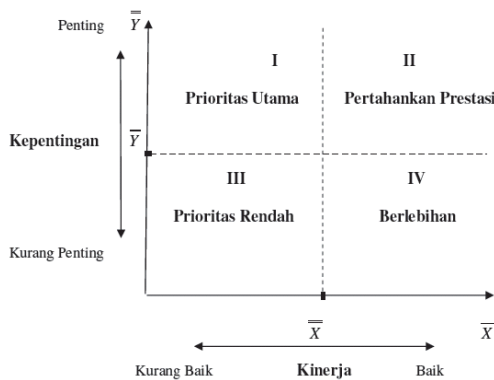 Penting
Y̿
I
II
Prioritas Utama
Pertahankan Prestasi
Kepentingan
Y̅
III
IV
Prioritas Rendah
Berlebihan
Kurang Penting
X̿
X̅
Kurang Baik
Kinerja
Baik